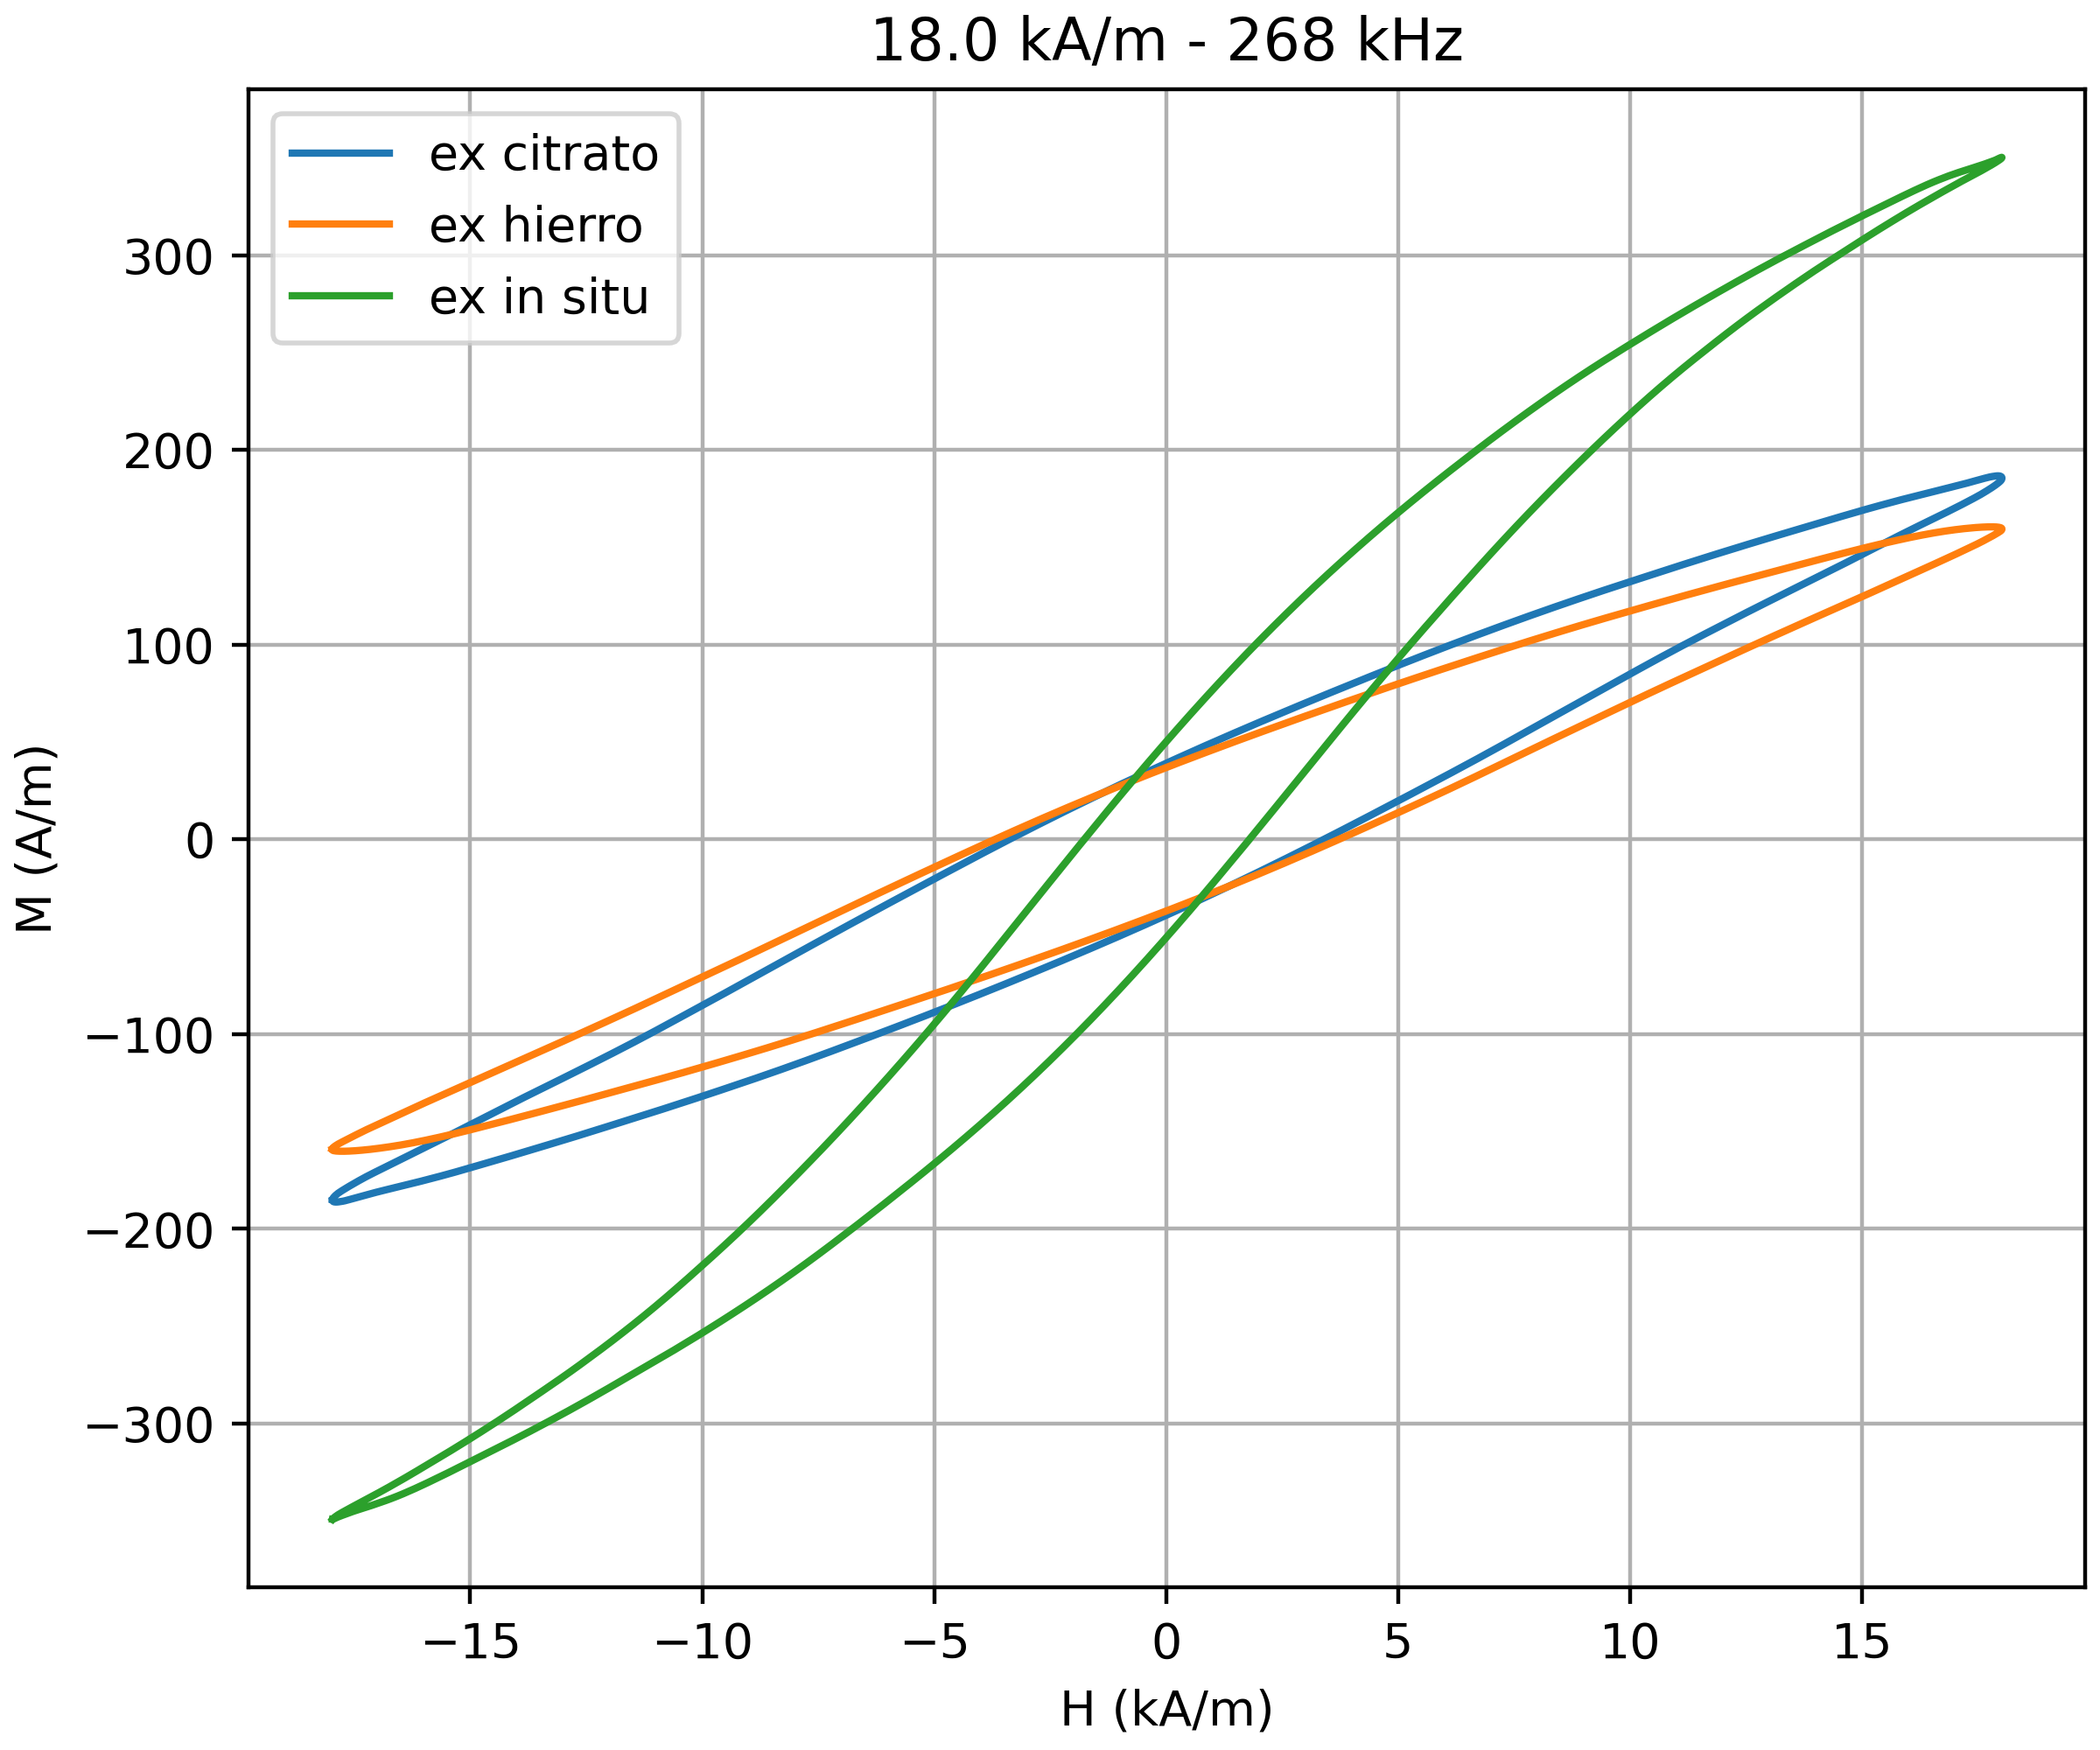 18.0 kA/m - 268 kHz
ex citrato
ex hierro
ex in situ
300
200
100
0
−100
−200
−300
M (A/m)
−15 −10 −5 0 5 10 15
H (kA/m)